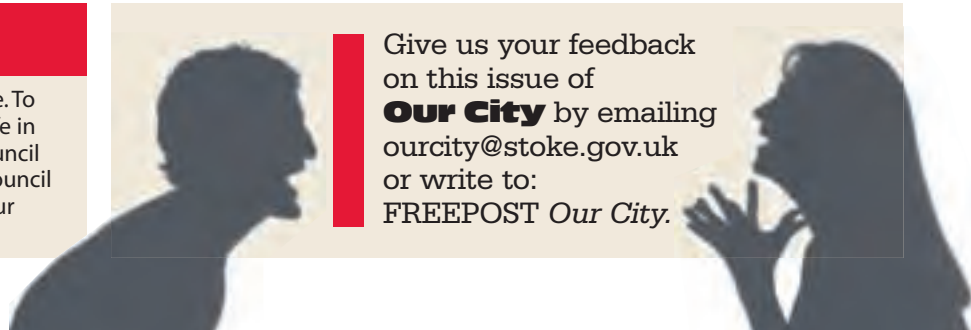 e. To
e in
uncil
ouncil
ur
Give us your feedback
on this issue of
Our City by emailing
ourcity@stoke.gov.uk
or write to:
FREEPOST Our City.